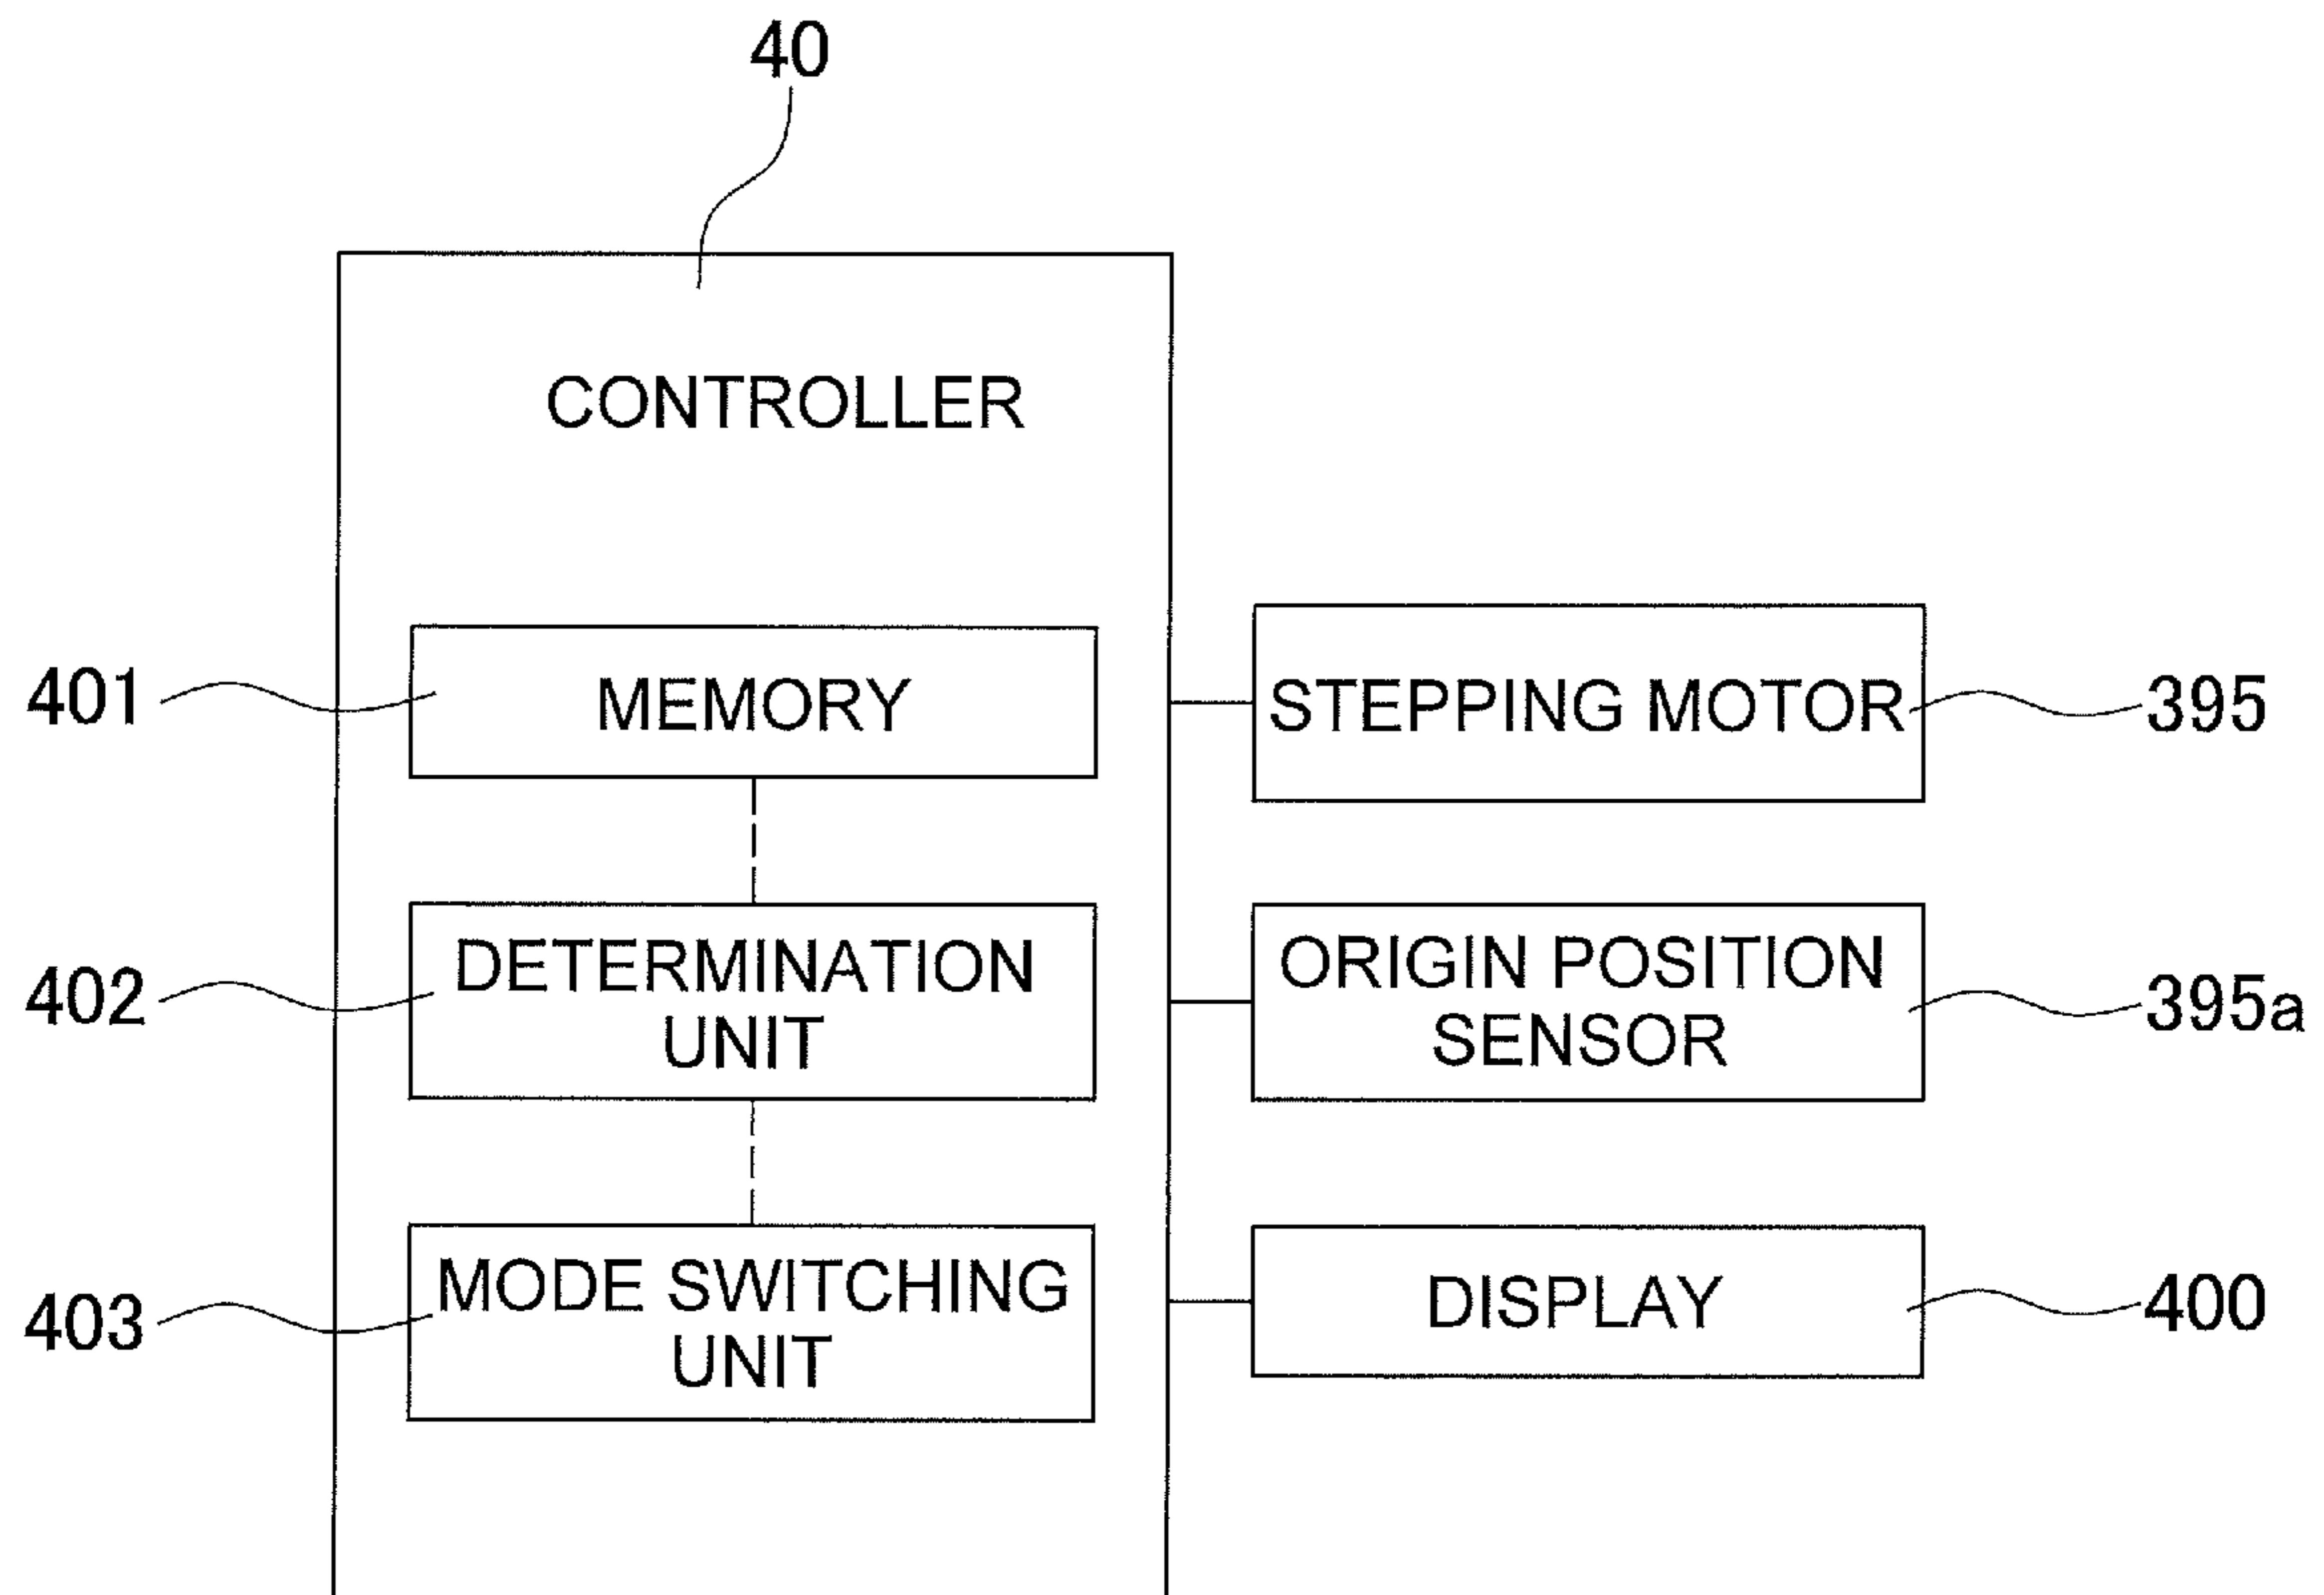 40
CONTROLLER
401
MEMORY
STEPPING MOTOR
395
402
DETERMINATION
UNIT
ORIGIN POSITION
SENSOR
395a
403
MODE SWITCHING
UNIT
DISPLAY
400